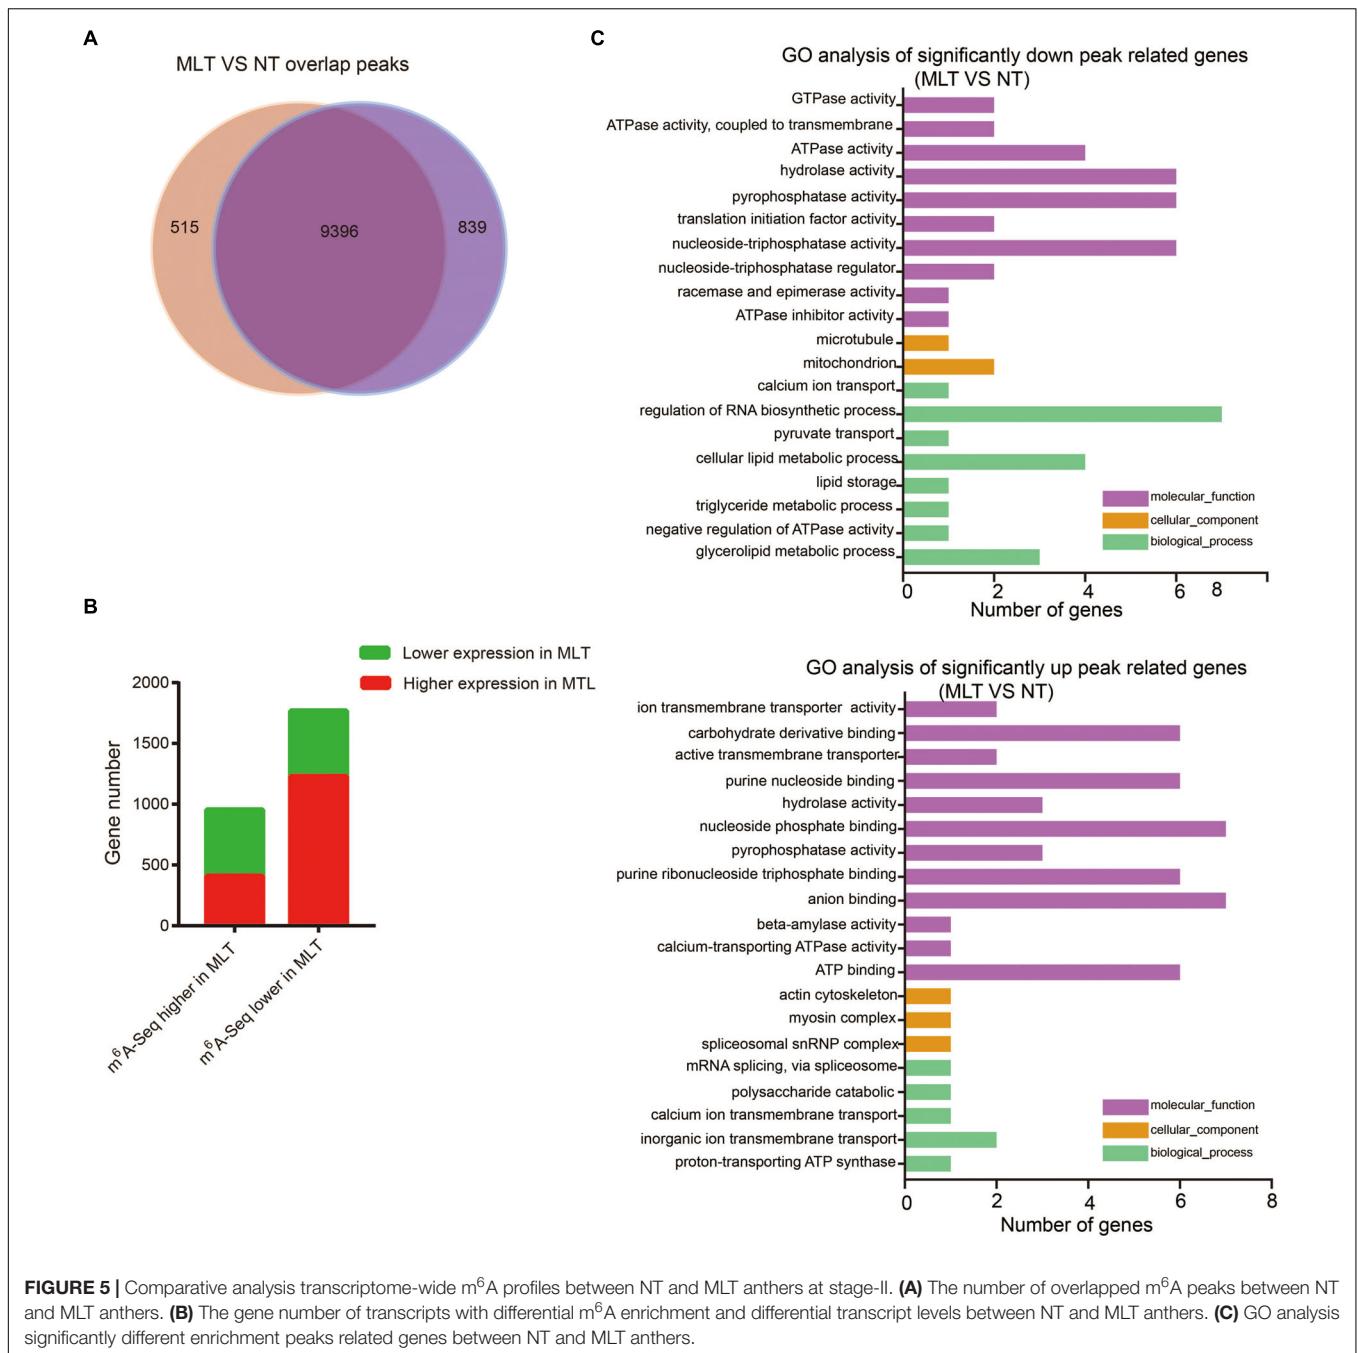 A
MLT VS NT overlap peaks
515
9396
839
B
Lower expression in MLT
Higher expression in MTL
Gene number
2000
1500
1000
500
0
m6A-Seq higher in MLT
m6A-Seq lower in MLT
C
GO analysis of significantly down peak related genes
(MLT VS NT)
GTPase activity
ATPase activity, coupled to transmembrane
ATPase activity
hydrolase activity
pyrophosphatase activity
translation initiation factor activity
nucleoside-triphosphatase activity
nucleoside-triphosphatase regulator
racemase and epimerase activity
ATPase inhibitor activity
microtubule
mitochondrion
calcium ion transport
regulation of RNA biosynthetic process
pyruvate transport
cellular lipid metabolic process
lipid storage
triglyceride metabolic process
negative regulation of ATPase activity
glycerolipid metabolic process
molecular_function
cellular_component
biological_process
0 2 4 6 8
Number of genes
GO analysis of significantly up peak related genes
(MLT VS NT)
ion transmembrane transporter activity
carbohydrate derivative binding
active transmembrane transporter
purine nucleoside binding
hydrolase activity
nucleoside phosphate binding
pyrophosphatase activity
purine ribonucleoside triphosphate binding
anion binding
beta-amylase activity
calcium-transporting ATPase activity
ATP binding
actin cytoskeleton
myosin complex
spliceosomal snRNP complex
mRNA splicing, via spliceosome
polysaccharide catabolic
calcium ion transmembrane transport
inorganic ion transmembrane transport
proton-transporting ATP synthase
molecular_function
cellular_component
biological_process
0 2 4 6 8
Number of genes
FIGURE 5 | Comparative analysis transcriptome-wide m6A profiles between NT and MLT anthers at stage-II. (A) The number of overlapped m6A peaks between NT
and MLT anthers. (B) The gene number of transcripts with differential m6A enrichment and differential transcript levels between NT and MLT anthers. (C) GO analysis
significantly different enrichment peaks related genes between NT and MLT anthers.